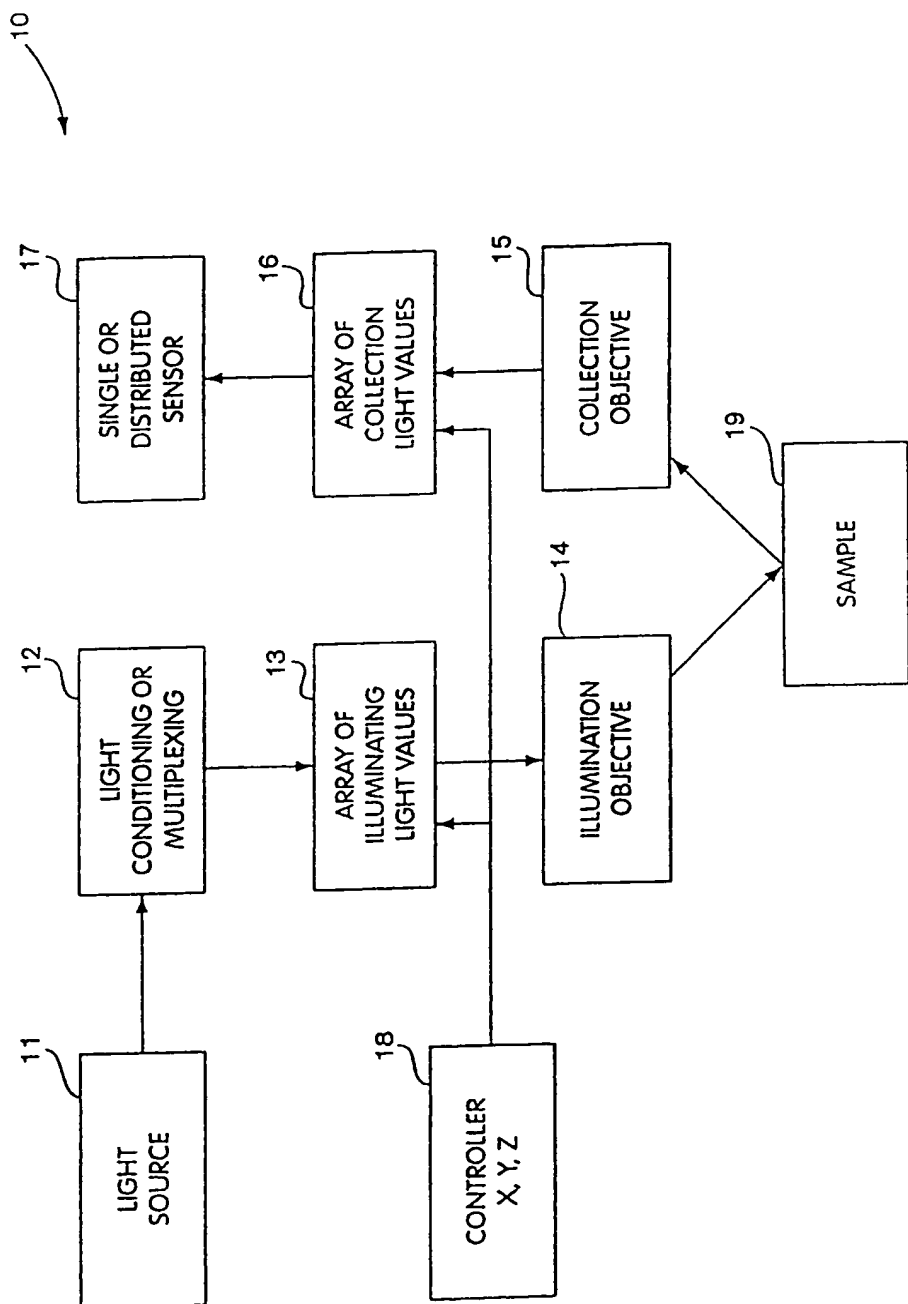 10
11
LIGHT
SOURCE
12
LIGHT
CONDITIONING OR
MULTIPLEXING
17
SINGLE OR
DISTRIBUTED
SENSOR
13
ARRAY OF
ILLUMINATING
LIGHT VALUES
16
ARRAY OF
COLLECTION
LIGHT VALUES
18
CONTROLLER
X, Y, Z
14
ILLUMINATION
OBJECTIVE
15
COLLECTION
OBJECTIVE
19
SAMPLE